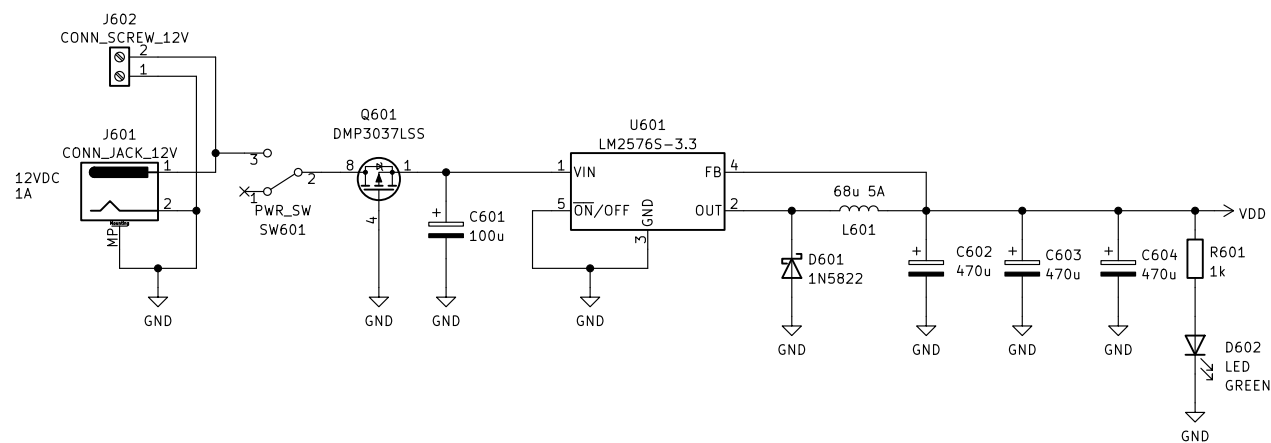 J602
CONN_SCREW_12V
2
1
J601
CONN_JACK_12V
12VDC
1A
1
2
Mounting
MP
GND
3
1
2
PWR_SW
SW601
Q601
DMP3037LSS
8
1
4
GND
C601
100u
GND
U601
LM2576S-3.3
1
VIN
FB
4
5
ON/OFF
GND
OUT
2
3
GND
68u 5A
L601
D601
1N5822
GND
C602
470u
GND
C603
470u
GND
C604
470u
GND
VDD
R601
1k
D602
LED
GREEN
GND